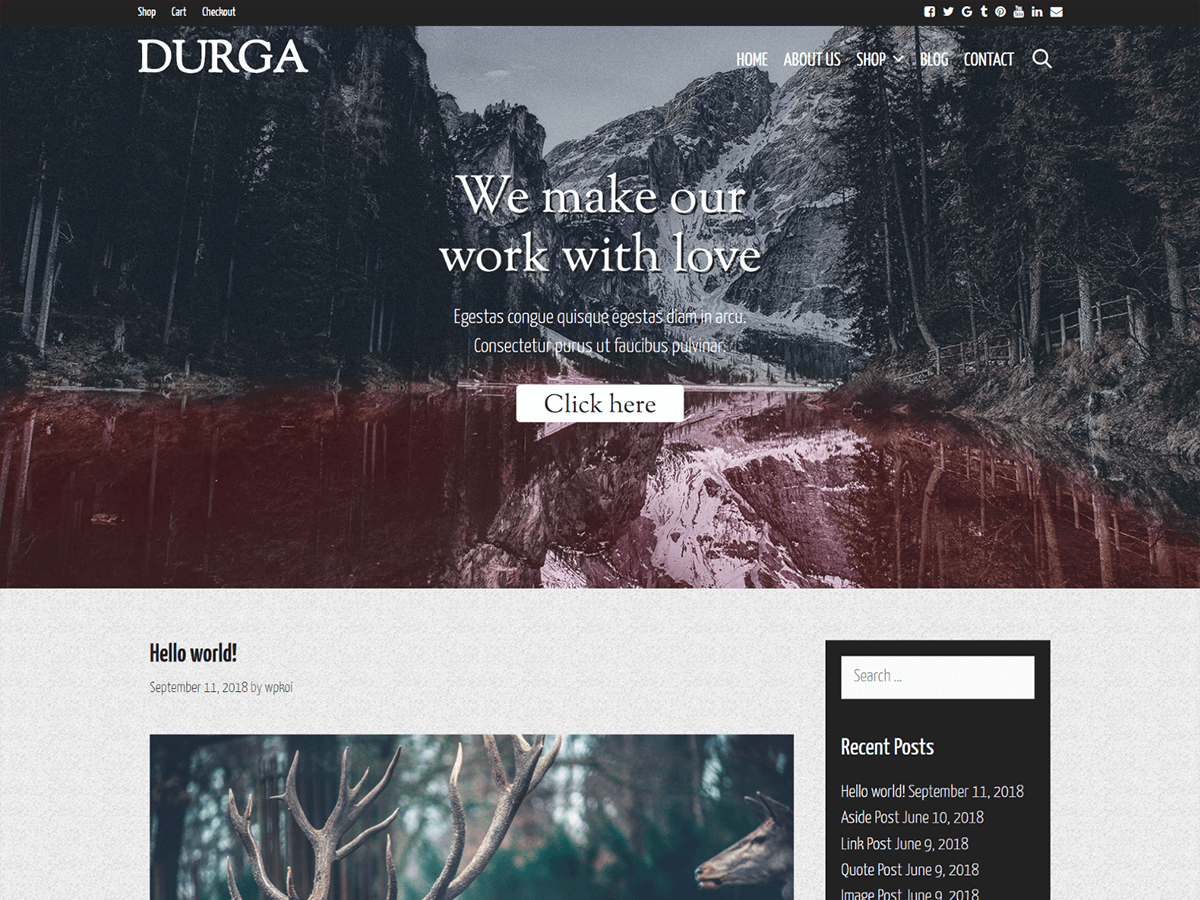 Shop Cart Checkout
DURGA
HOME ABOUT US SHOP BLOG CONTACT
We make our
work with love
Egestas congue quisque egestas diam in arcu.
Consectetur purus ut faucibus pulvinar.
Click here
Hello world!
September 11, 2018 by wpkoi
Search ...
Recent Posts
Hello world! September 11, 2018
Aside Post June 10, 2018
Link Post June 9, 2018
Quote Post June 9, 2018
Image Post June 9, 2018